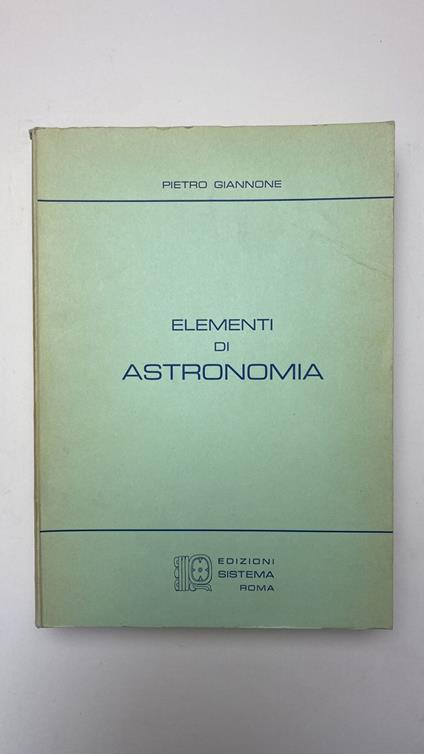 PIETRO GIANNONE
ELEMENTI
DI
ASTRONOMIA
EDIZIONI
SISTEMA
ROMA